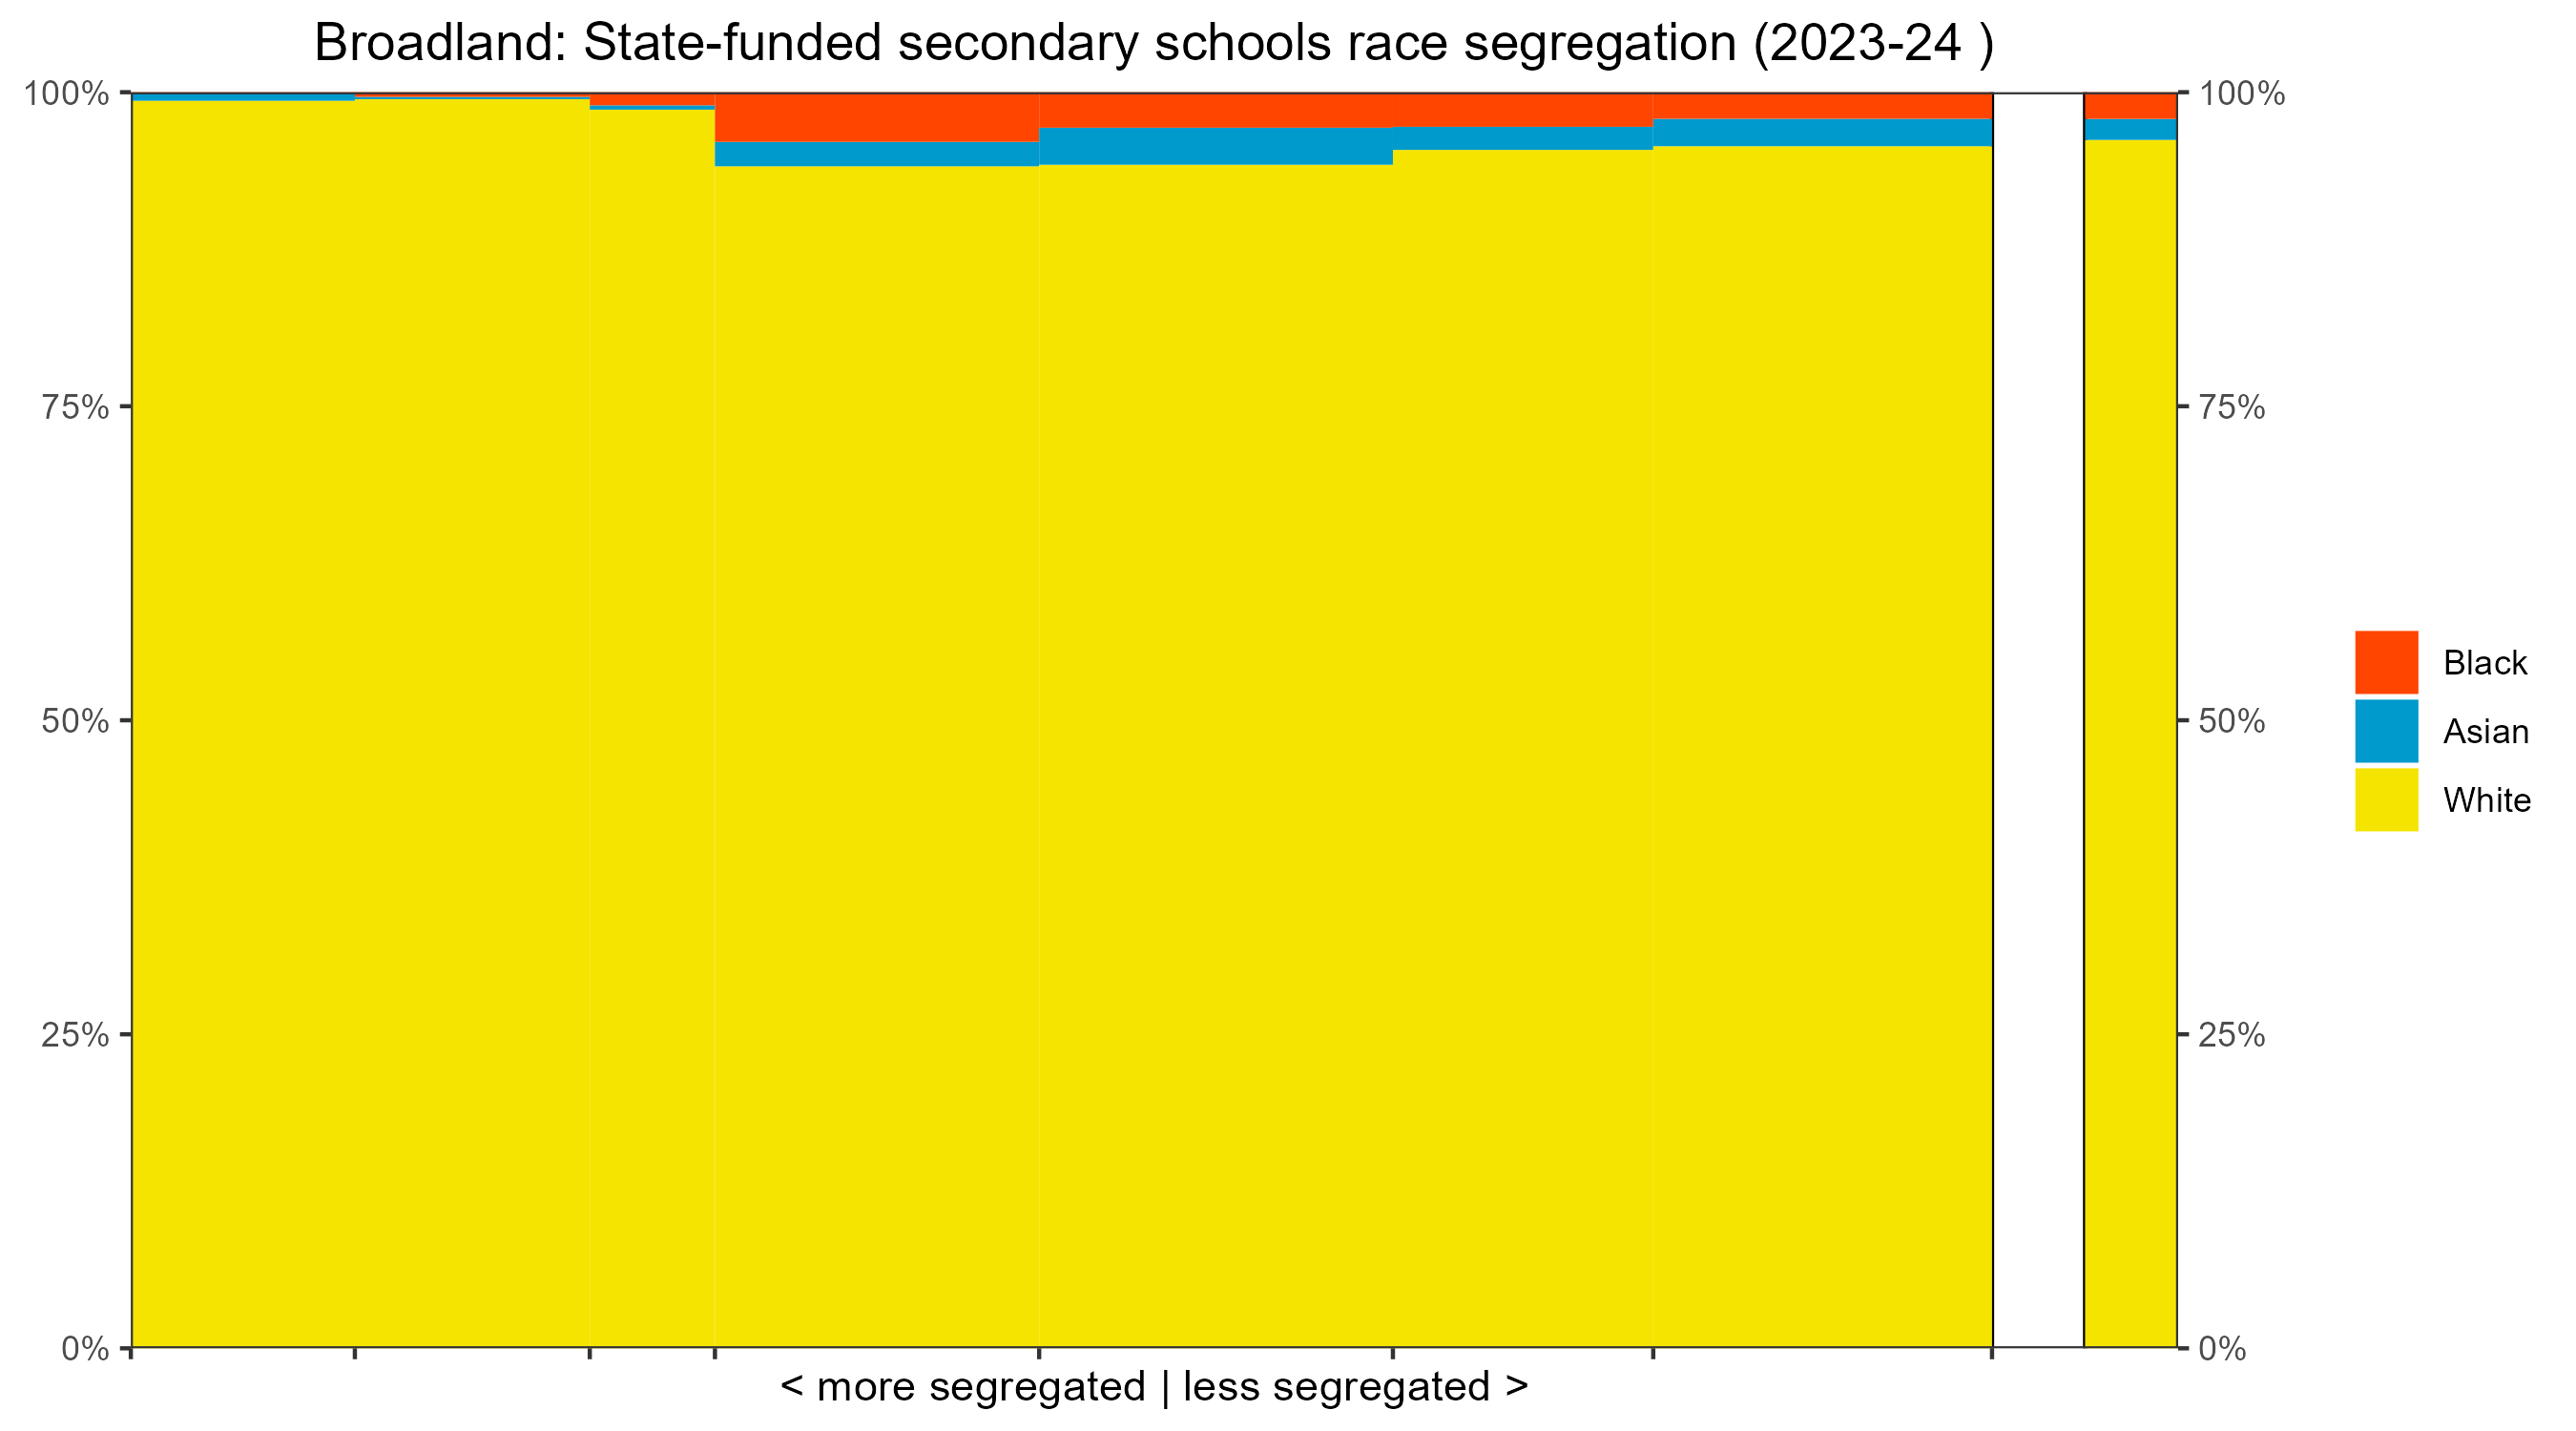 Broadland: State-funded secondary schools race segregation (2023-24 )
100%
75%
50%
25%
0%
100%
75%
50%
25%
0%
Black
Asian
White
< more segregated | less segregated >